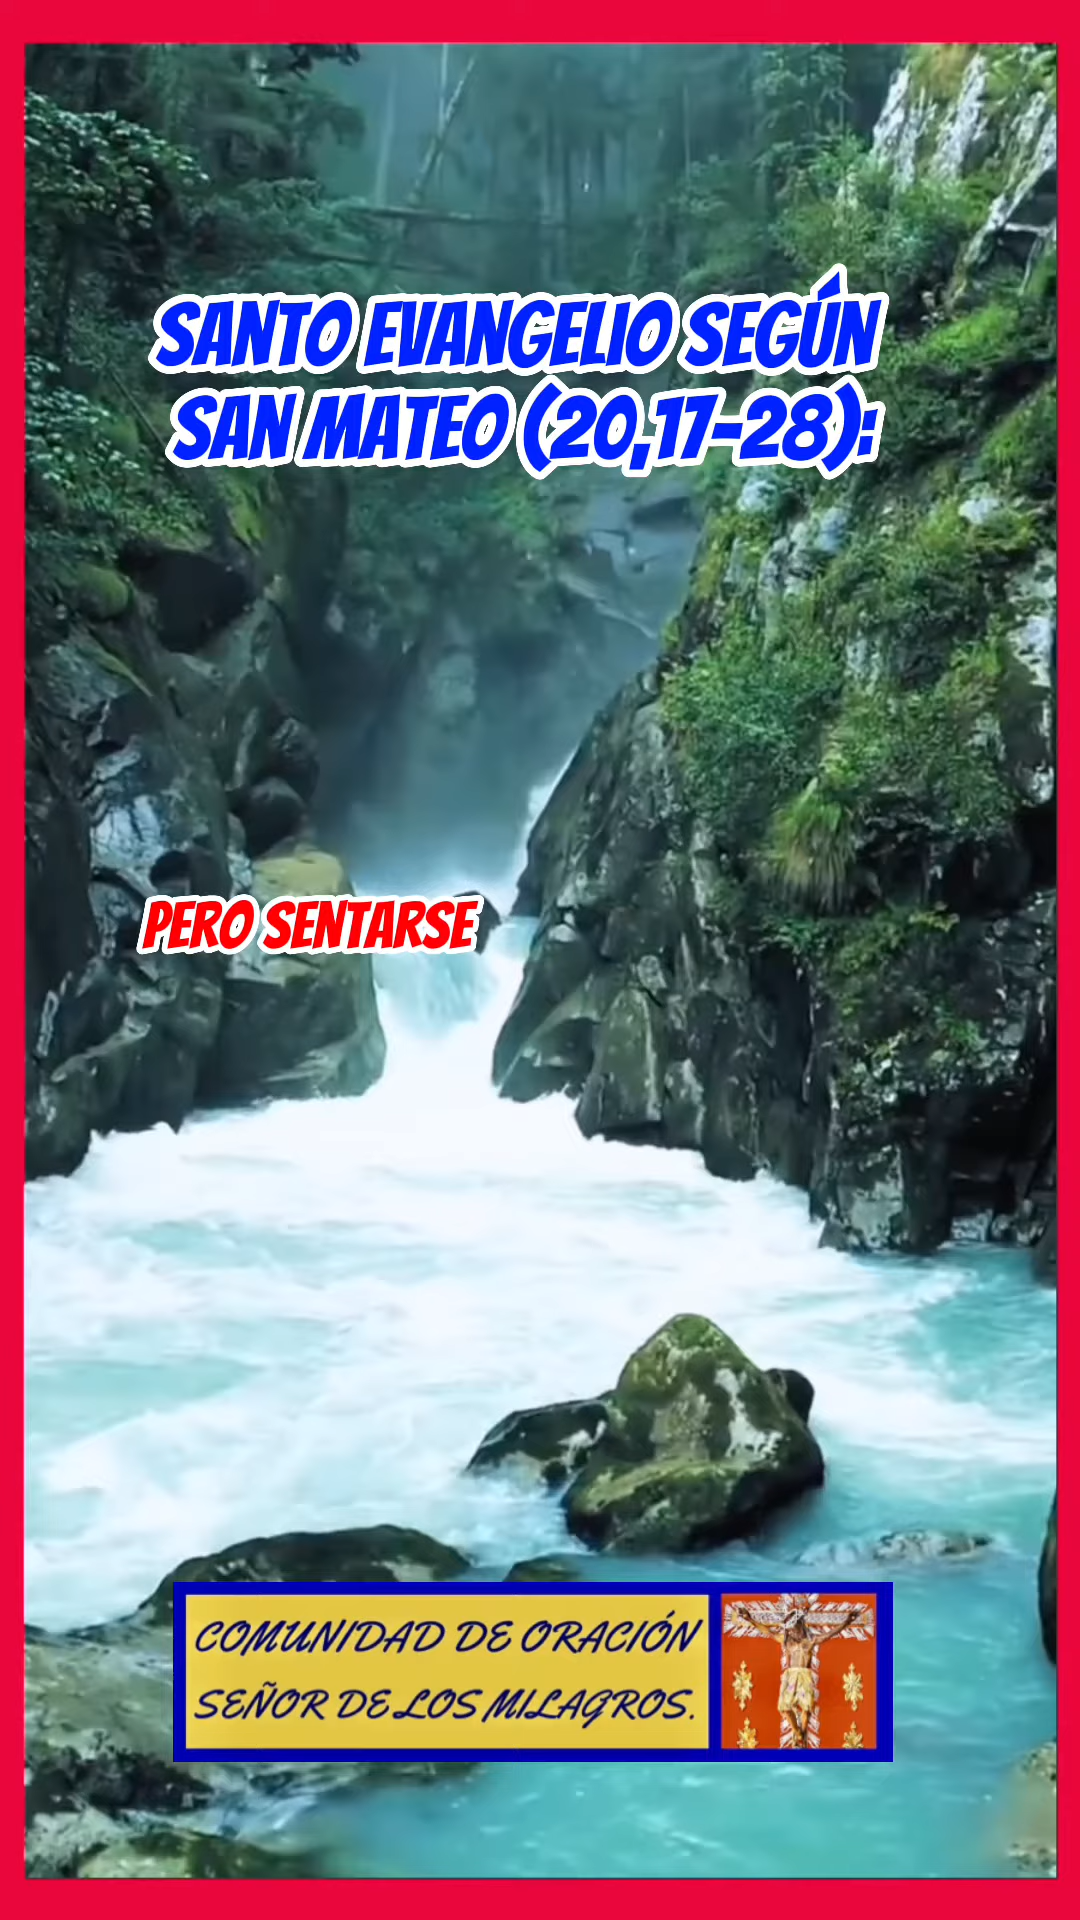 SANTO EVANGELIO SEGÚN
SAN MATEO (20,17-28):
PERO SENTARSE
COMUNIDAD DE ORACIÓN
SEÑOR DE LOS MILAGROS.